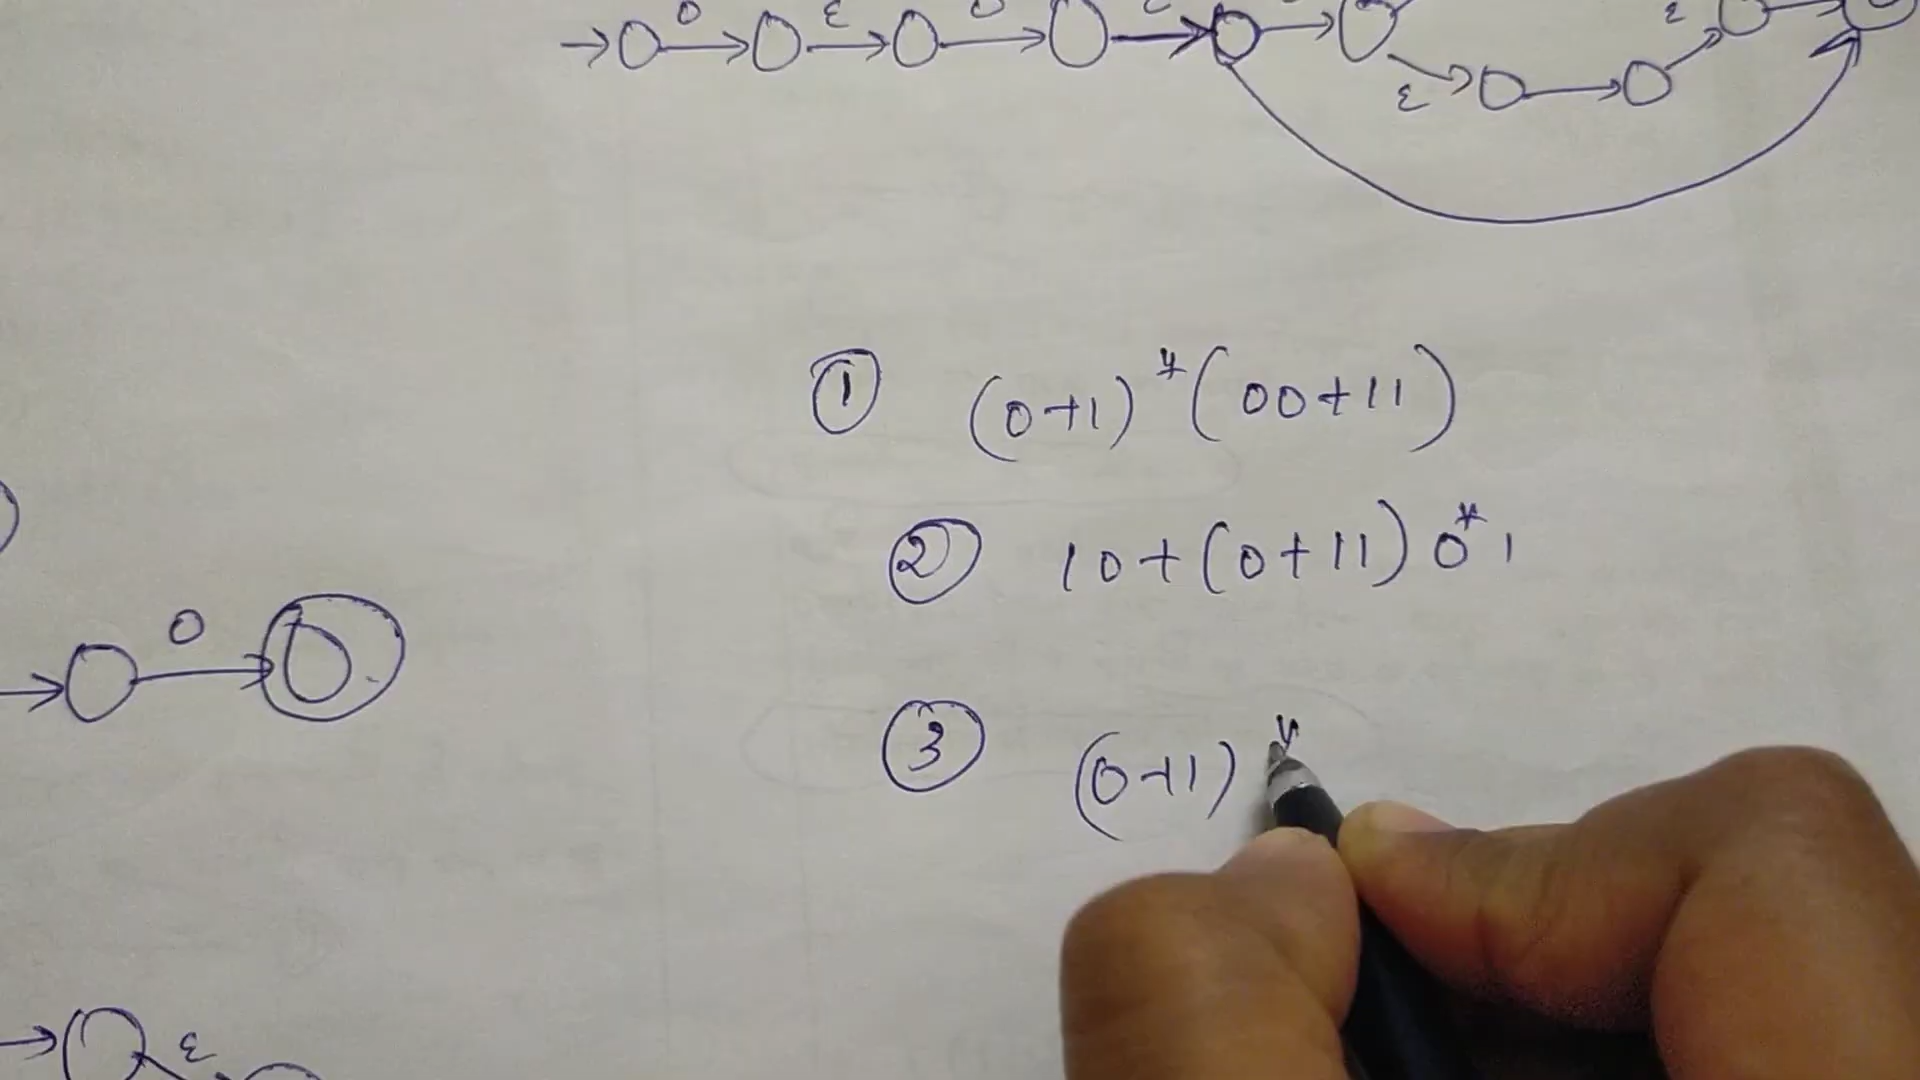 0 ε 0
ε
ε
① (0+1)* (00+11)
② 10+(0+11)0*1
0
③ (0+1)*
ε